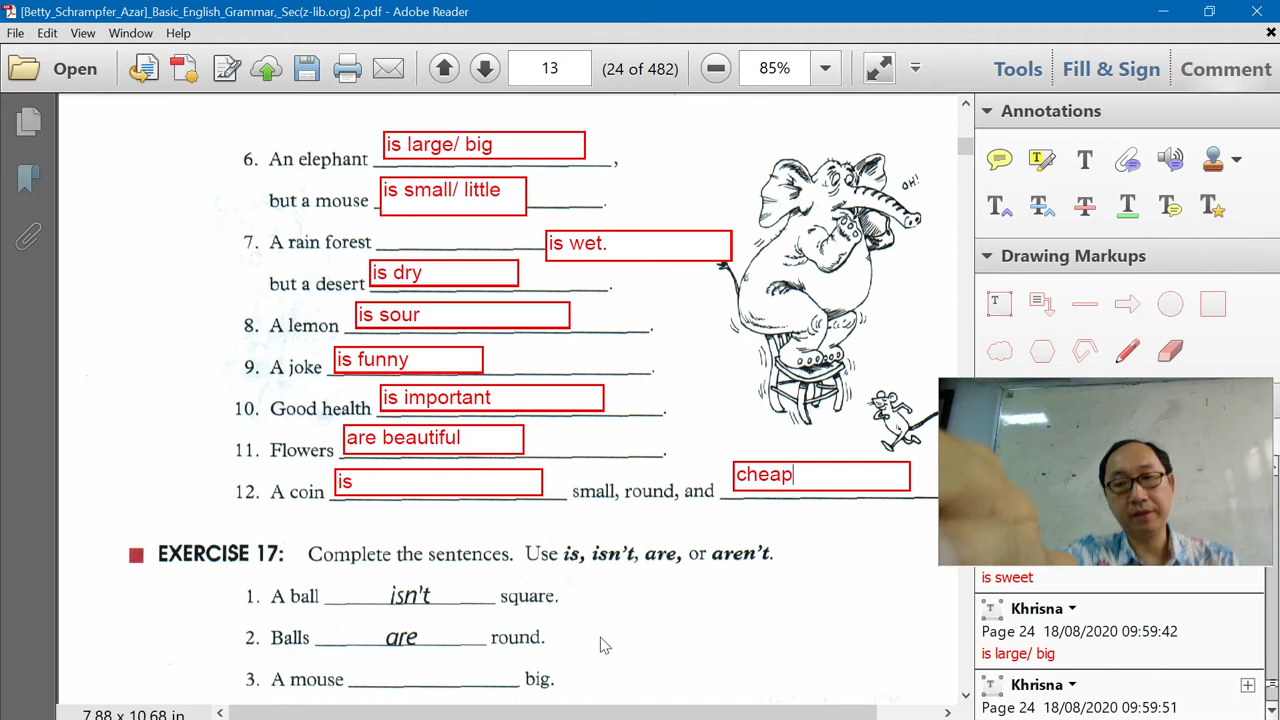 [Betty_Schrampfer_Azar]_Basic_English_Grammar,_Sec(z-lib.org) 2.pdf - Adobe Reader
File Edit View Window Help
Open 13 (24 of 482) 85% Tools Fill & Sign Comment
6. An elephant is large/ big ,
but a mouse is small/ little .
7. A rain forest is wet.
but a desert is dry .
8. A lemon is sour .
9. A joke is funny .
10. Good health is important .
11. Flowers are beautiful .
12. A coin is small, round, and cheap
OH!
EXERCISE 17: Complete the sentences. Use is, isn't, are, or aren't.
1. A ball isn't square.
2. Balls are round.
3. A mouse big.
7.88 x 10.68 in
Annotations
Drawing Markups
is sweet
Khrisna
Page 24 18/08/2020 09:59:42
is large/ big
Khrisna
Page 24 18/08/2020 09:59:51